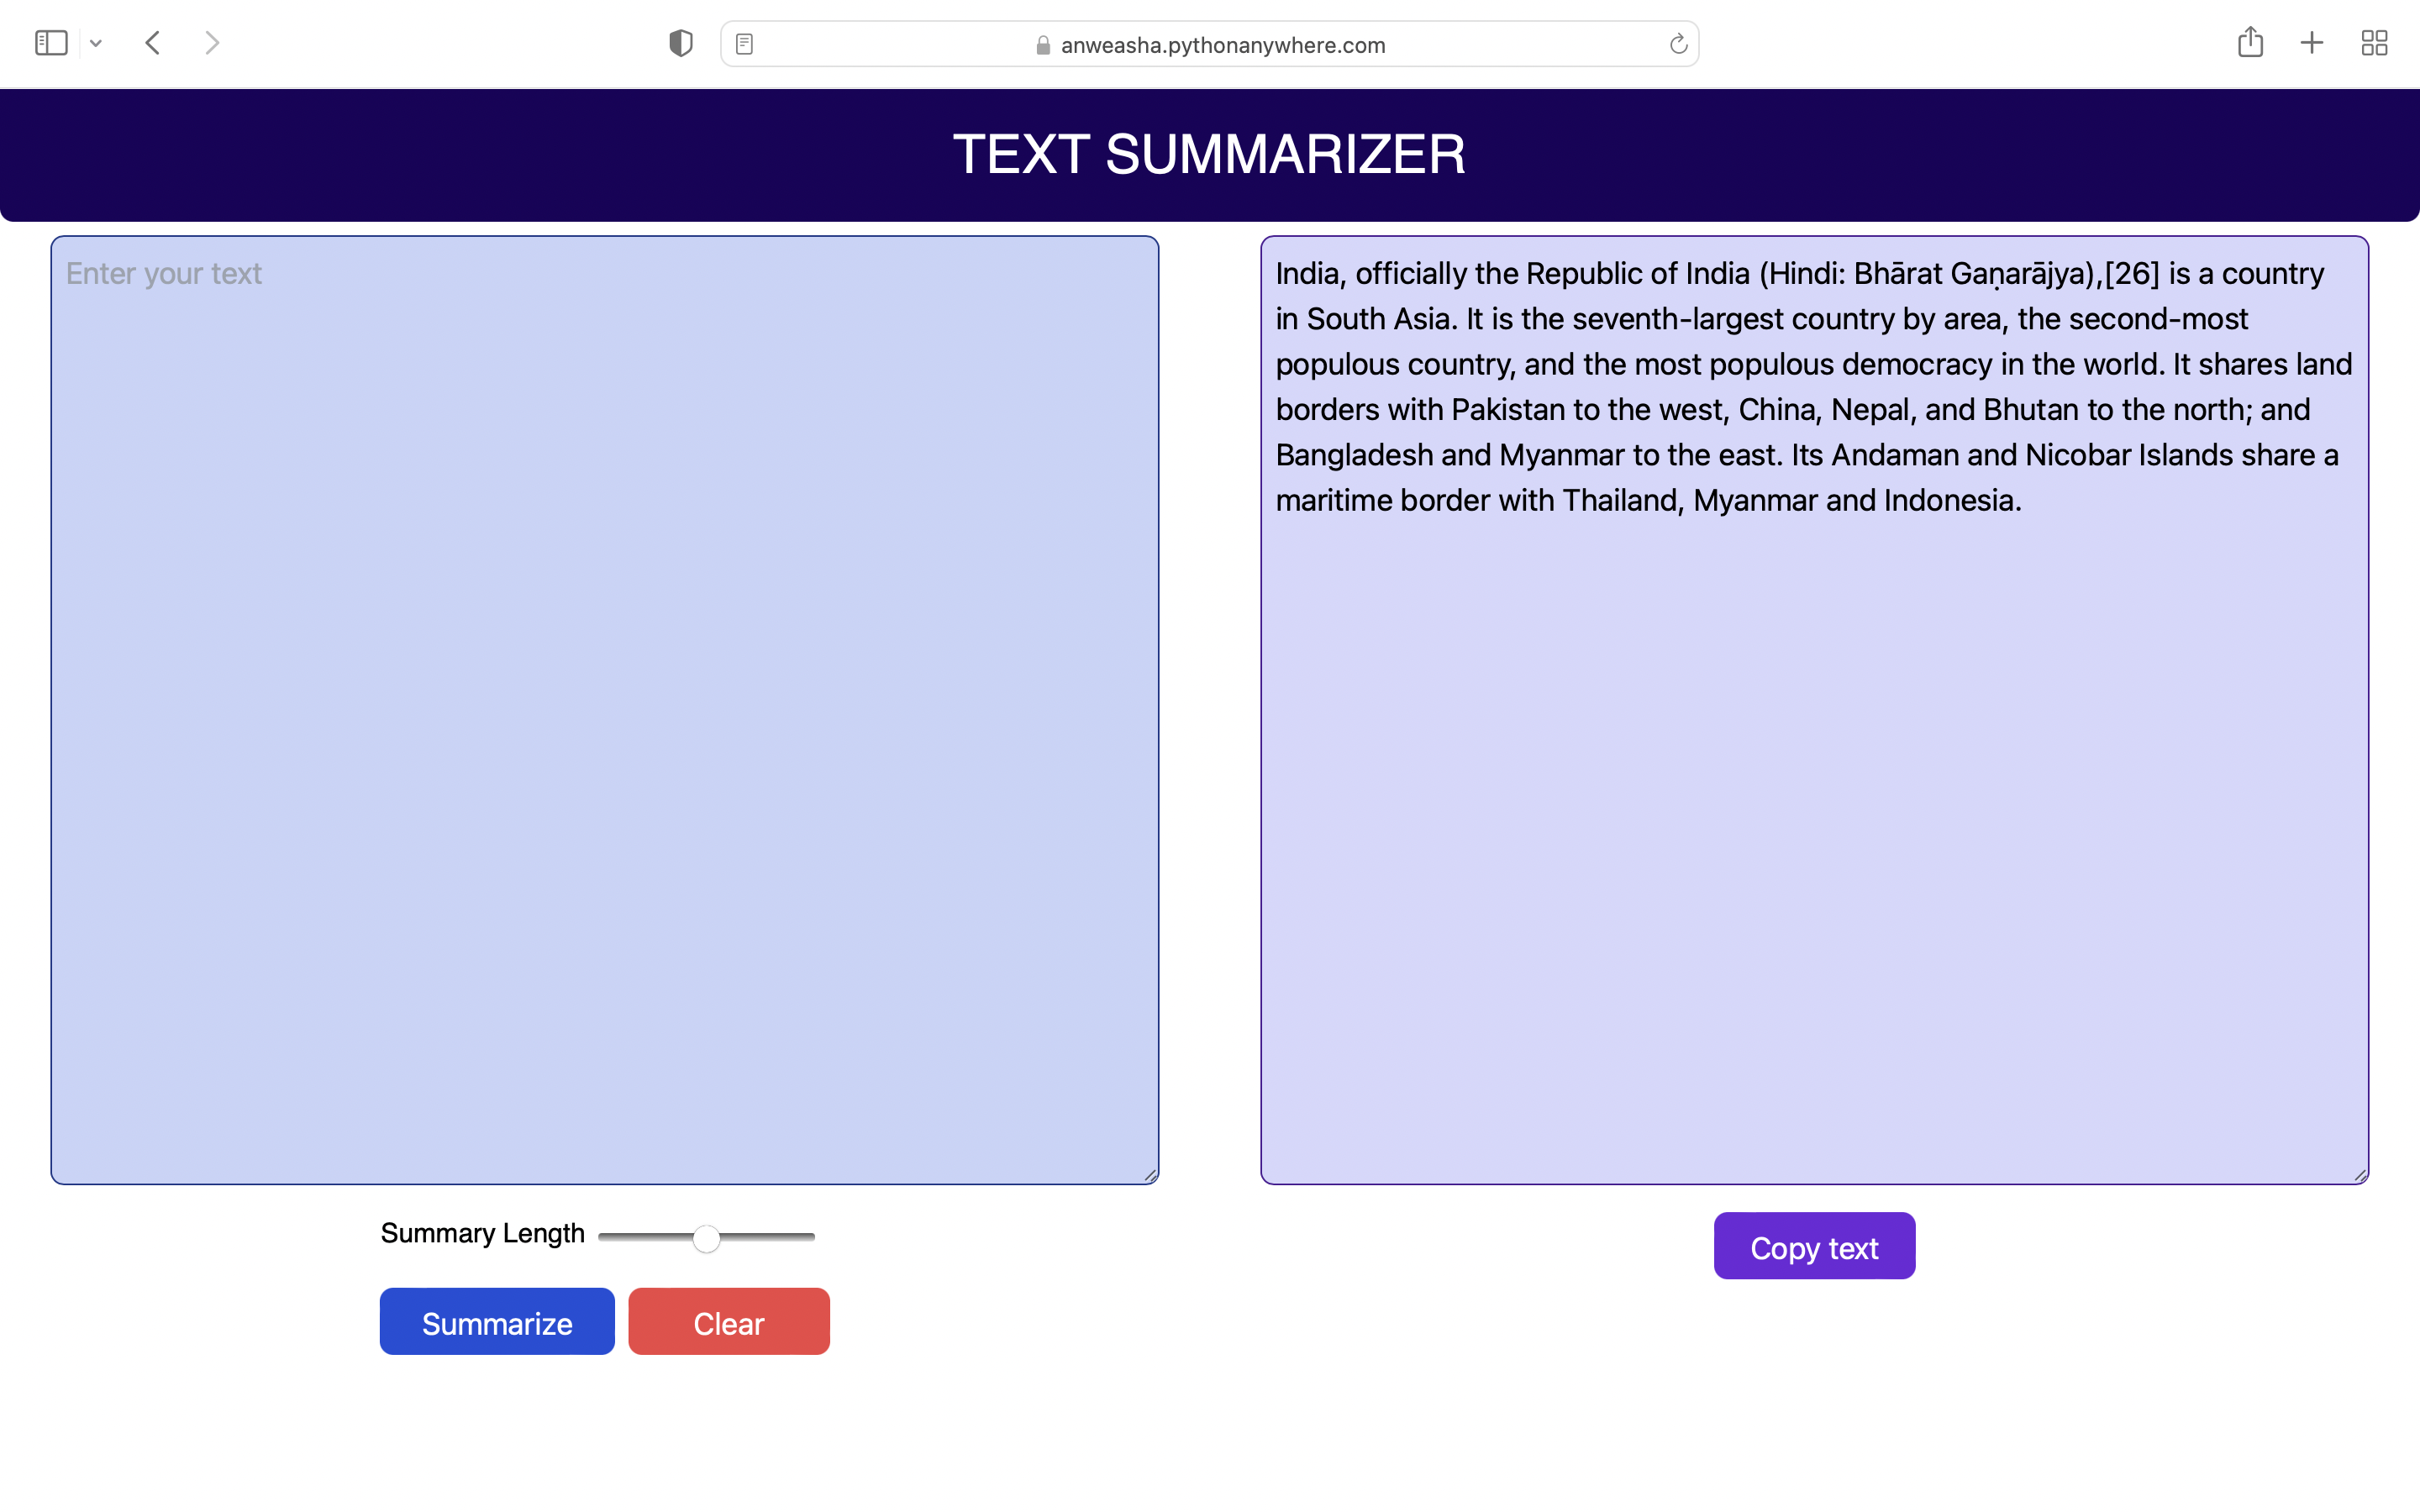 anweasha.pythonanywhere.com
TEXT SUMMARIZER
Enter your text
India, officially the Republic of India (Hindi: Bhārat Gaṇarājya),[26] is a country
in South Asia. It is the seventh-largest country by area, the second-most
populous country, and the most populous democracy in the world. It shares land
borders with Pakistan to the west, China, Nepal, and Bhutan to the north; and
Bangladesh and Myanmar to the east. Its Andaman and Nicobar Islands share a
maritime border with Thailand, Myanmar and Indonesia.
Summary Length
Summarize
Clear
Copy text